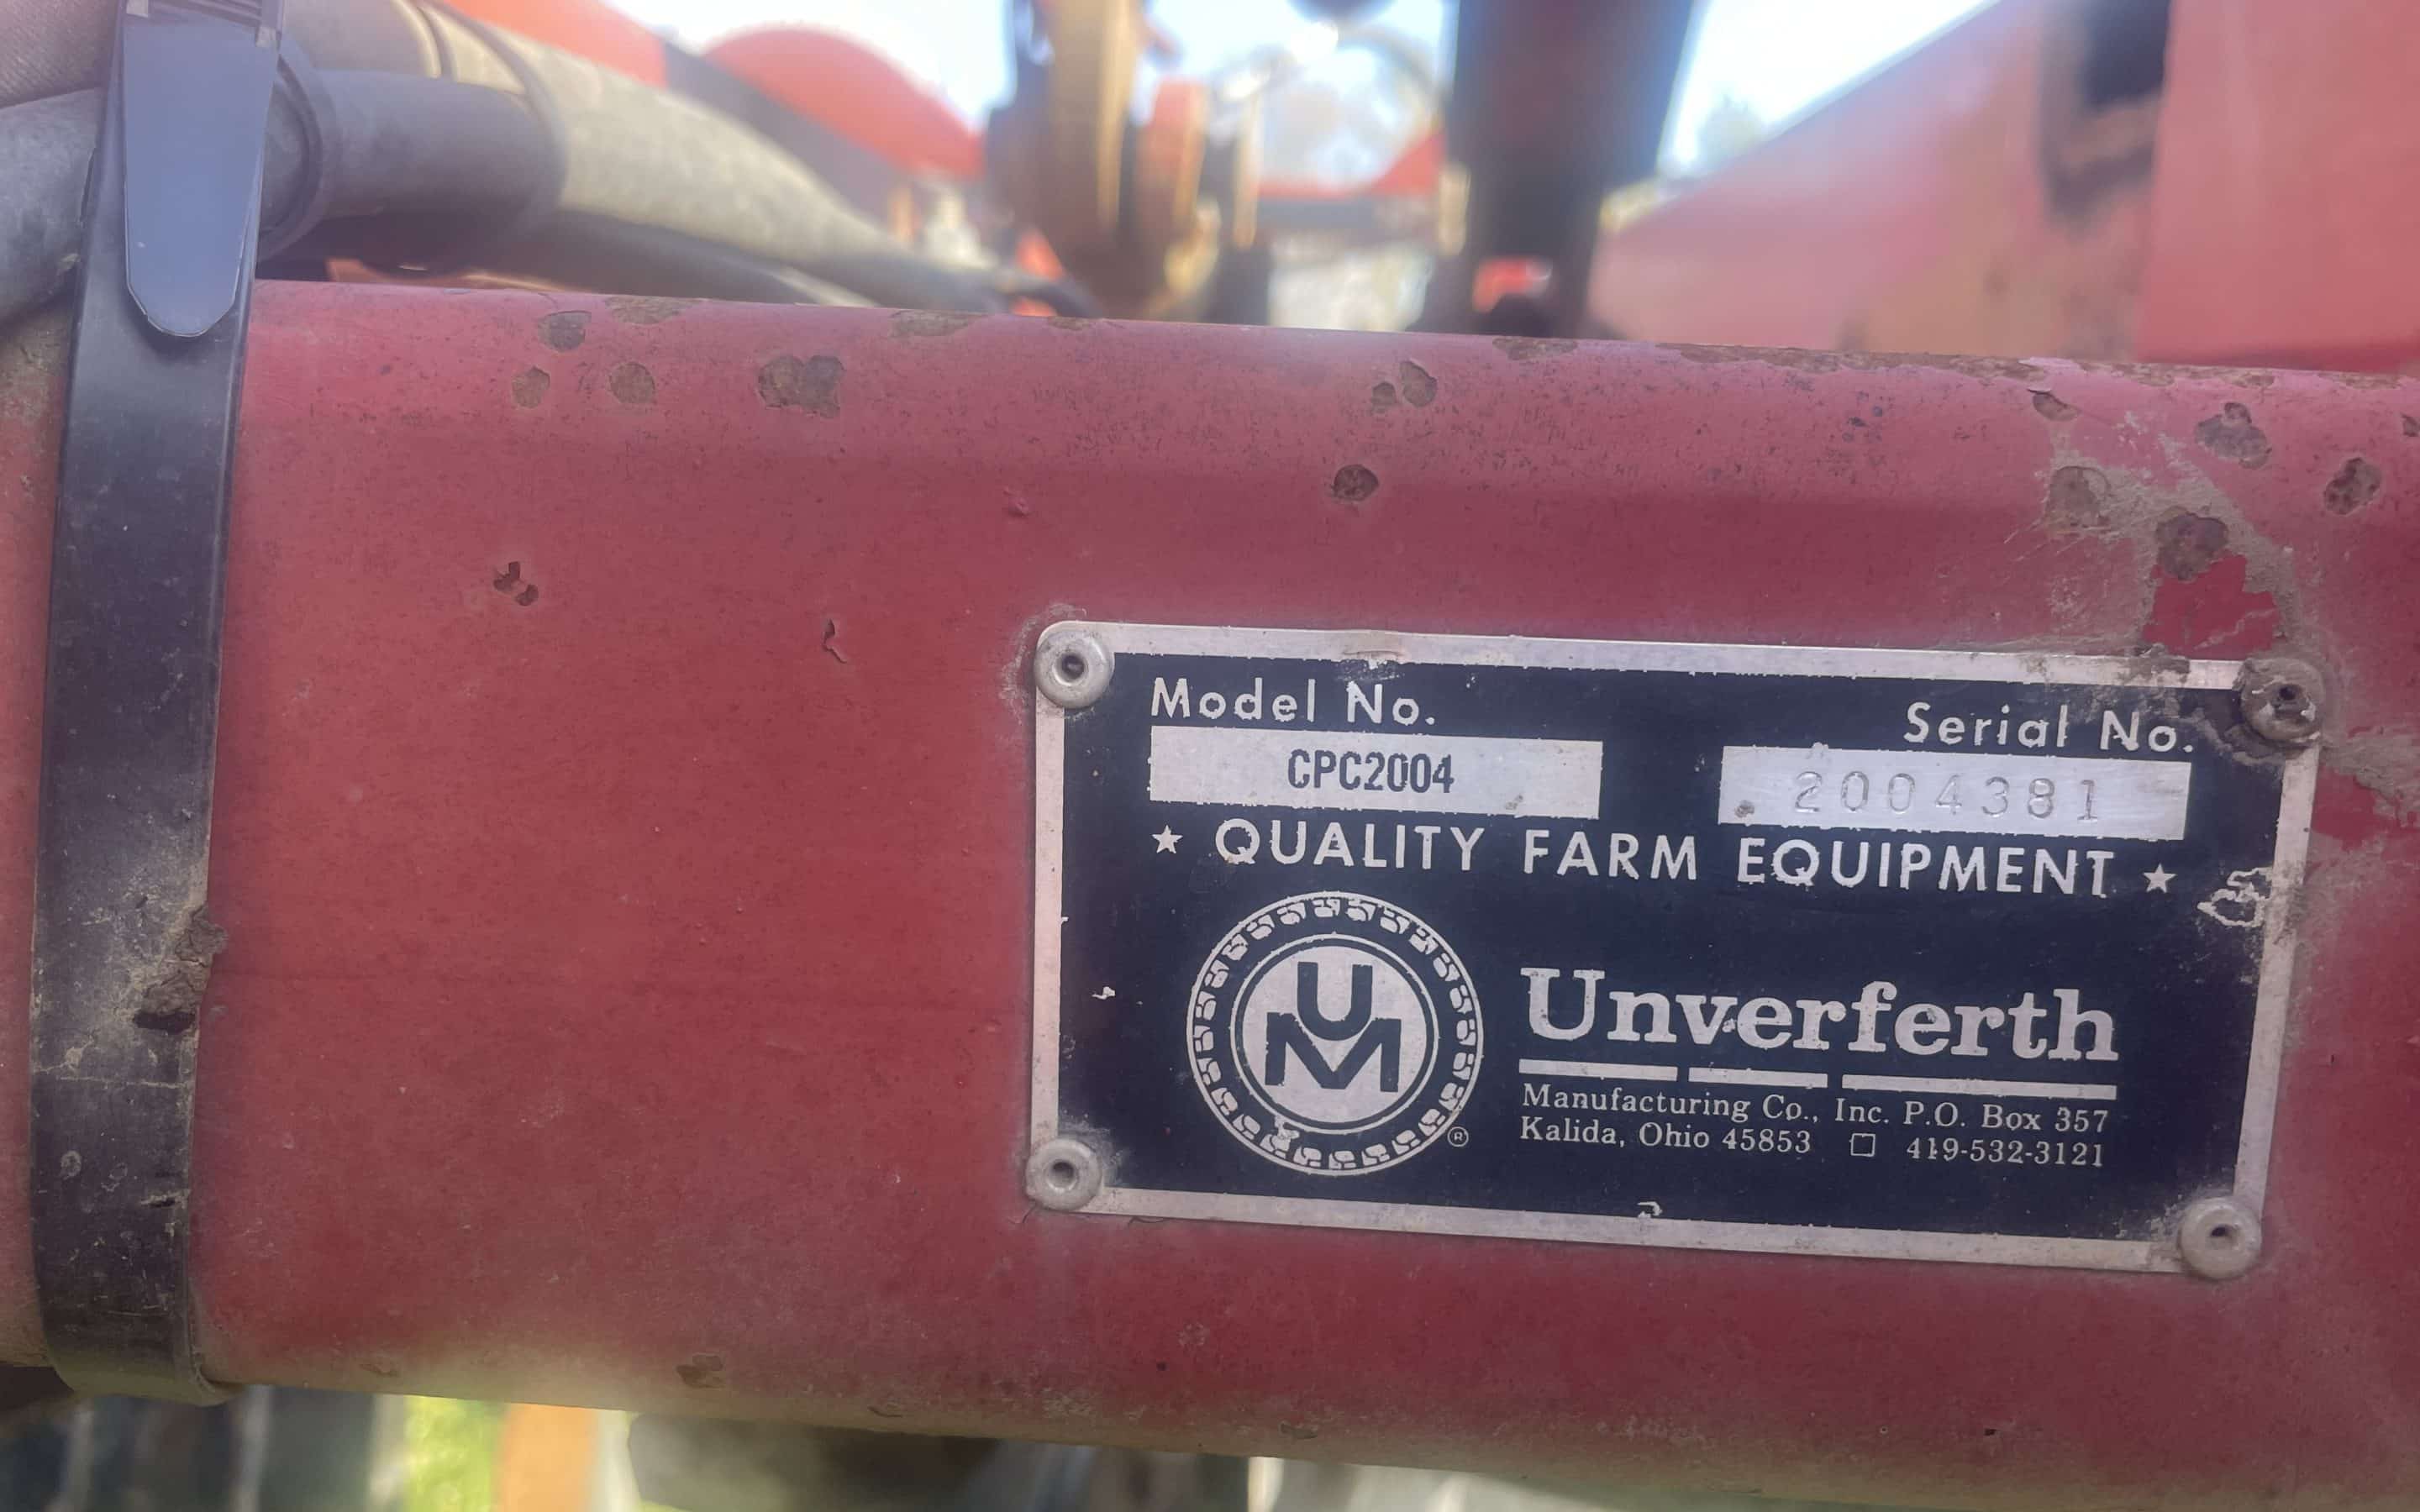 Model No. Serial No.
CPC2004 2004381
★ QUALITY FARM EQUIPMENT ★
UM
®
Unverferth
Manufacturing Co., Inc. P.O. Box 357
Kalida, Ohio 45853 □ 419-532-3121